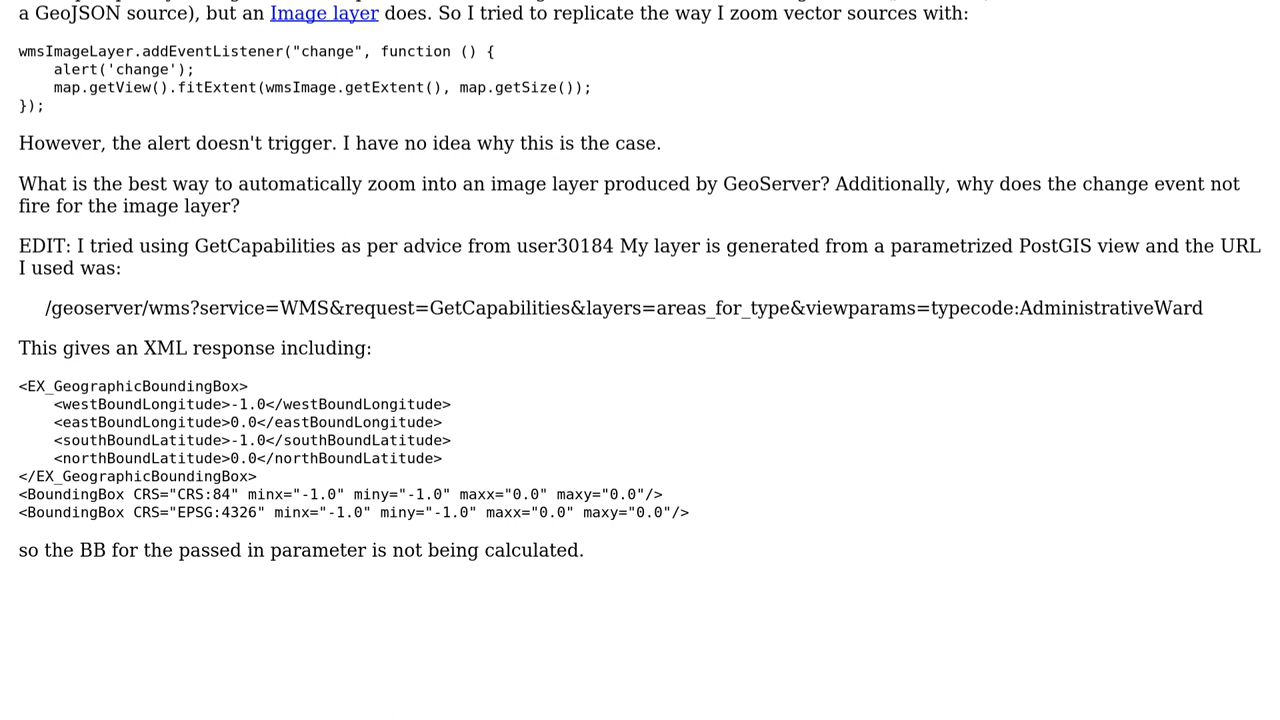 a GeoJSON source), but an Image layer does. So I tried to replicate the way I zoom vector sources with:
wmsImageLayer.addEventListener("change", function () {
    alert('change');
    map.getView().fitExtent(wmsImage.getExtent(), map.getSize());
});
However, the alert doesn't trigger. I have no idea why this is the case.
What is the best way to automatically zoom into an image layer produced by GeoServer? Additionally, why does the change event not
fire for the image layer?
EDIT: I tried using GetCapabilities as per advice from user30184 My layer is generated from a parametrized PostGIS view and the URL
I used was:
/geoserver/wms?service=WMS&request=GetCapabilities&layers=areas_for_type&viewparams=typecode:AdministrativeWard
This gives an XML response including:
<EX_GeographicBoundingBox>
    <westBoundLongitude>-1.0</westBoundLongitude>
    <eastBoundLongitude>0.0</eastBoundLongitude>
    <southBoundLatitude>-1.0</southBoundLatitude>
    <northBoundLatitude>0.0</northBoundLatitude>
</EX_GeographicBoundingBox>
<BoundingBox CRS="CRS:84" minx="-1.0" miny="-1.0" maxx="0.0" maxy="0.0"/>
<BoundingBox CRS="EPSG:4326" minx="-1.0" miny="-1.0" maxx="0.0" maxy="0.0"/>
so the BB for the passed in parameter is not being calculated.